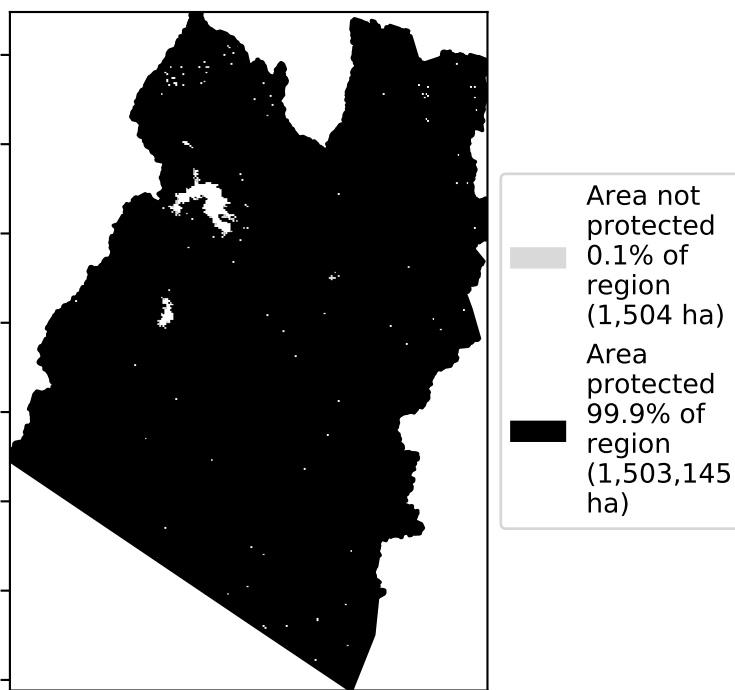 Area not
protected
0.1% of
region
(1,504 ha)
Area
protected
99.9% of
region
(1,503,145
ha)